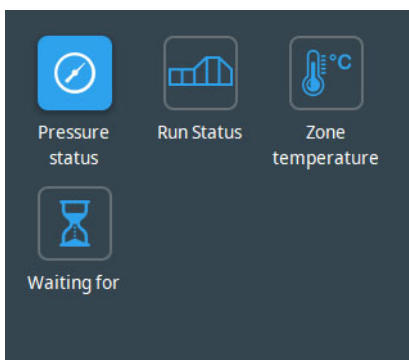 °C
Pressure
status
Run Status
Zone
temperature
Waiting for